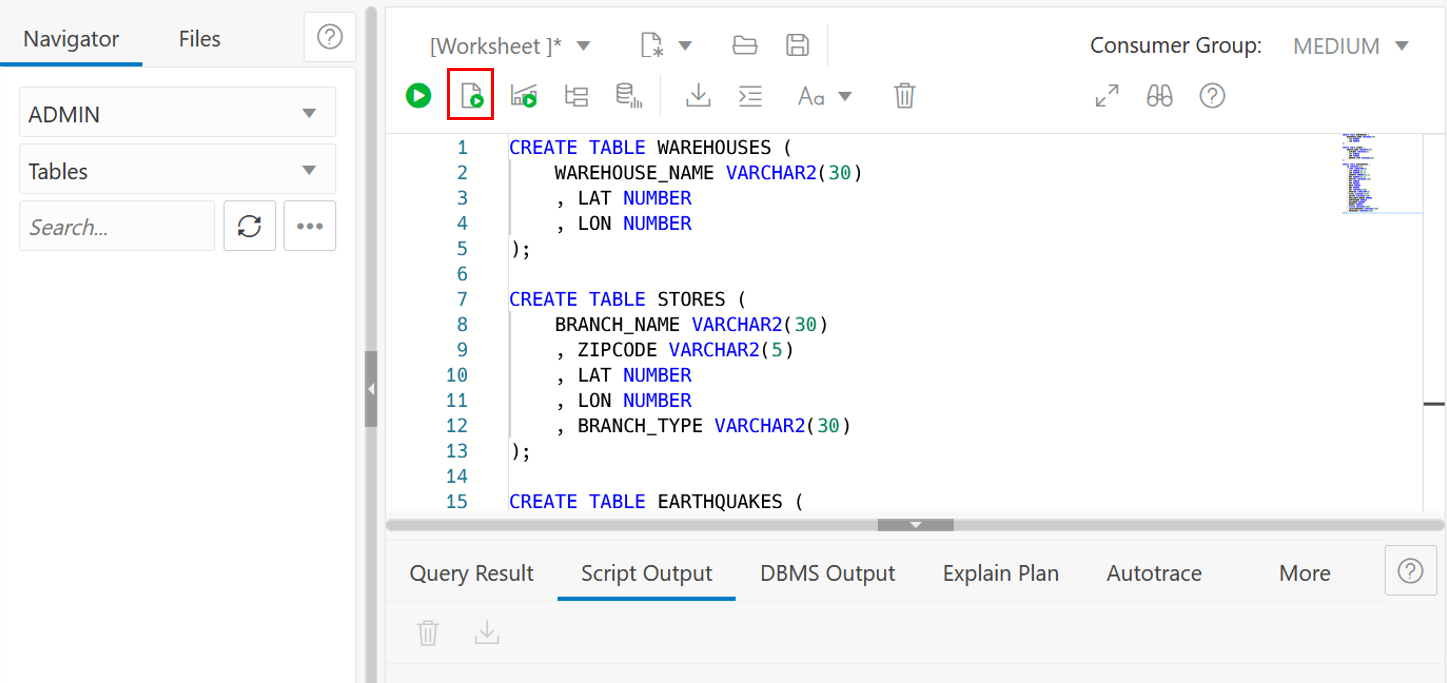 Navigator Files
[Worksheet ]*
Consumer Group: MEDIUM
ADMIN
Tables
Search...
Aa
1 CREATE TABLE WAREHOUSES (
2 WAREHOUSE_NAME VARCHAR2(30)
3 , LAT NUMBER
4 , LON NUMBER
5 );
6
7 CREATE TABLE STORES (
8 BRANCH_NAME VARCHAR2(30)
9 , ZIPCODE VARCHAR2(5)
10 , LAT NUMBER
11 , LON NUMBER
12 , BRANCH_TYPE VARCHAR2(30)
13 );
14
15 CREATE TABLE EARTHQUAKES (
Query Result Script Output DBMS Output Explain Plan Autotrace More